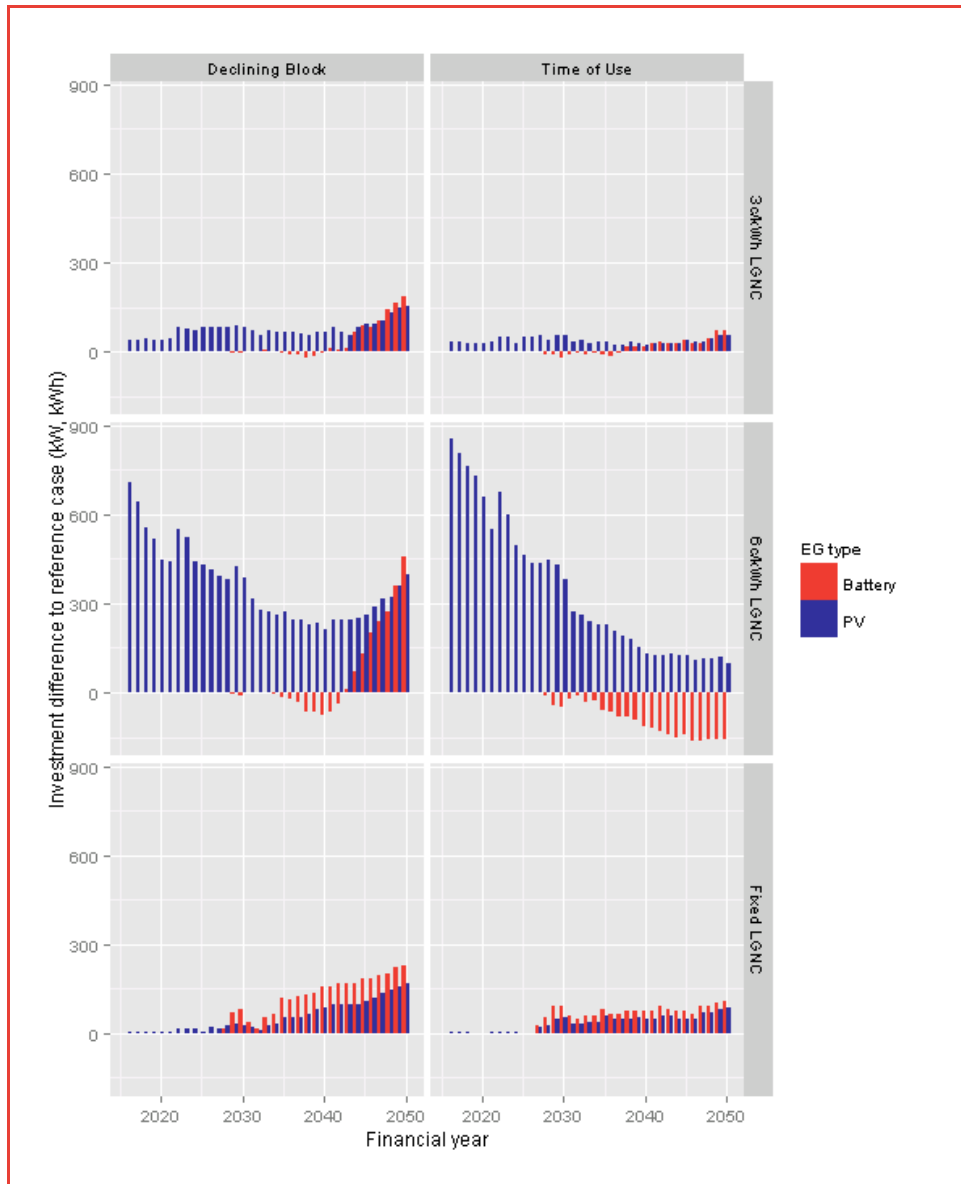 Declining Block
Time of Use
900
600
300
0
3c/kWh LGNC
900
600
300
0
6c/kWh LGNC
900
600
300
0
Fixed LGNC
Investment difference to reference case (kW, kWh)
2020
2030
2040
2050
2020
2030
2040
2050
Financial year
EG type
Battery
PV